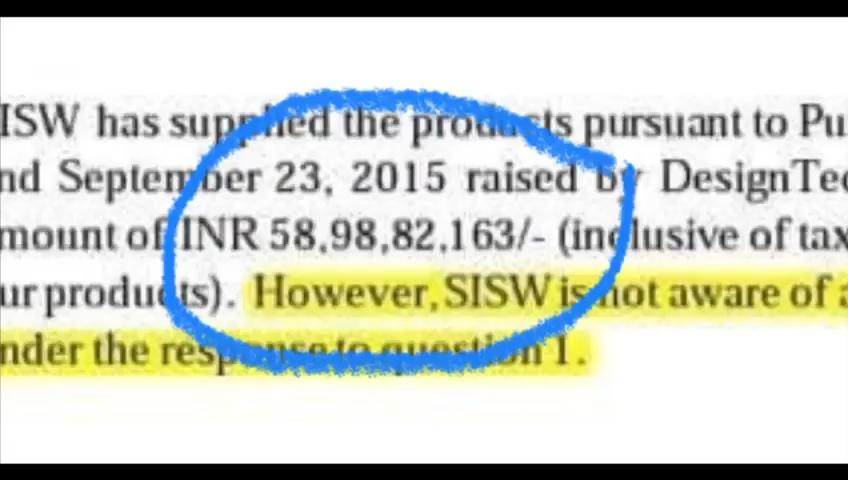 ISW has supplied the products pursuant to Pu
nd September 23, 2015 raised by DesignTec
mount of INR 58,98,82,163/- (inclusive of tax
ur products). However, SISW is not aware of a
nder the response to question 1.